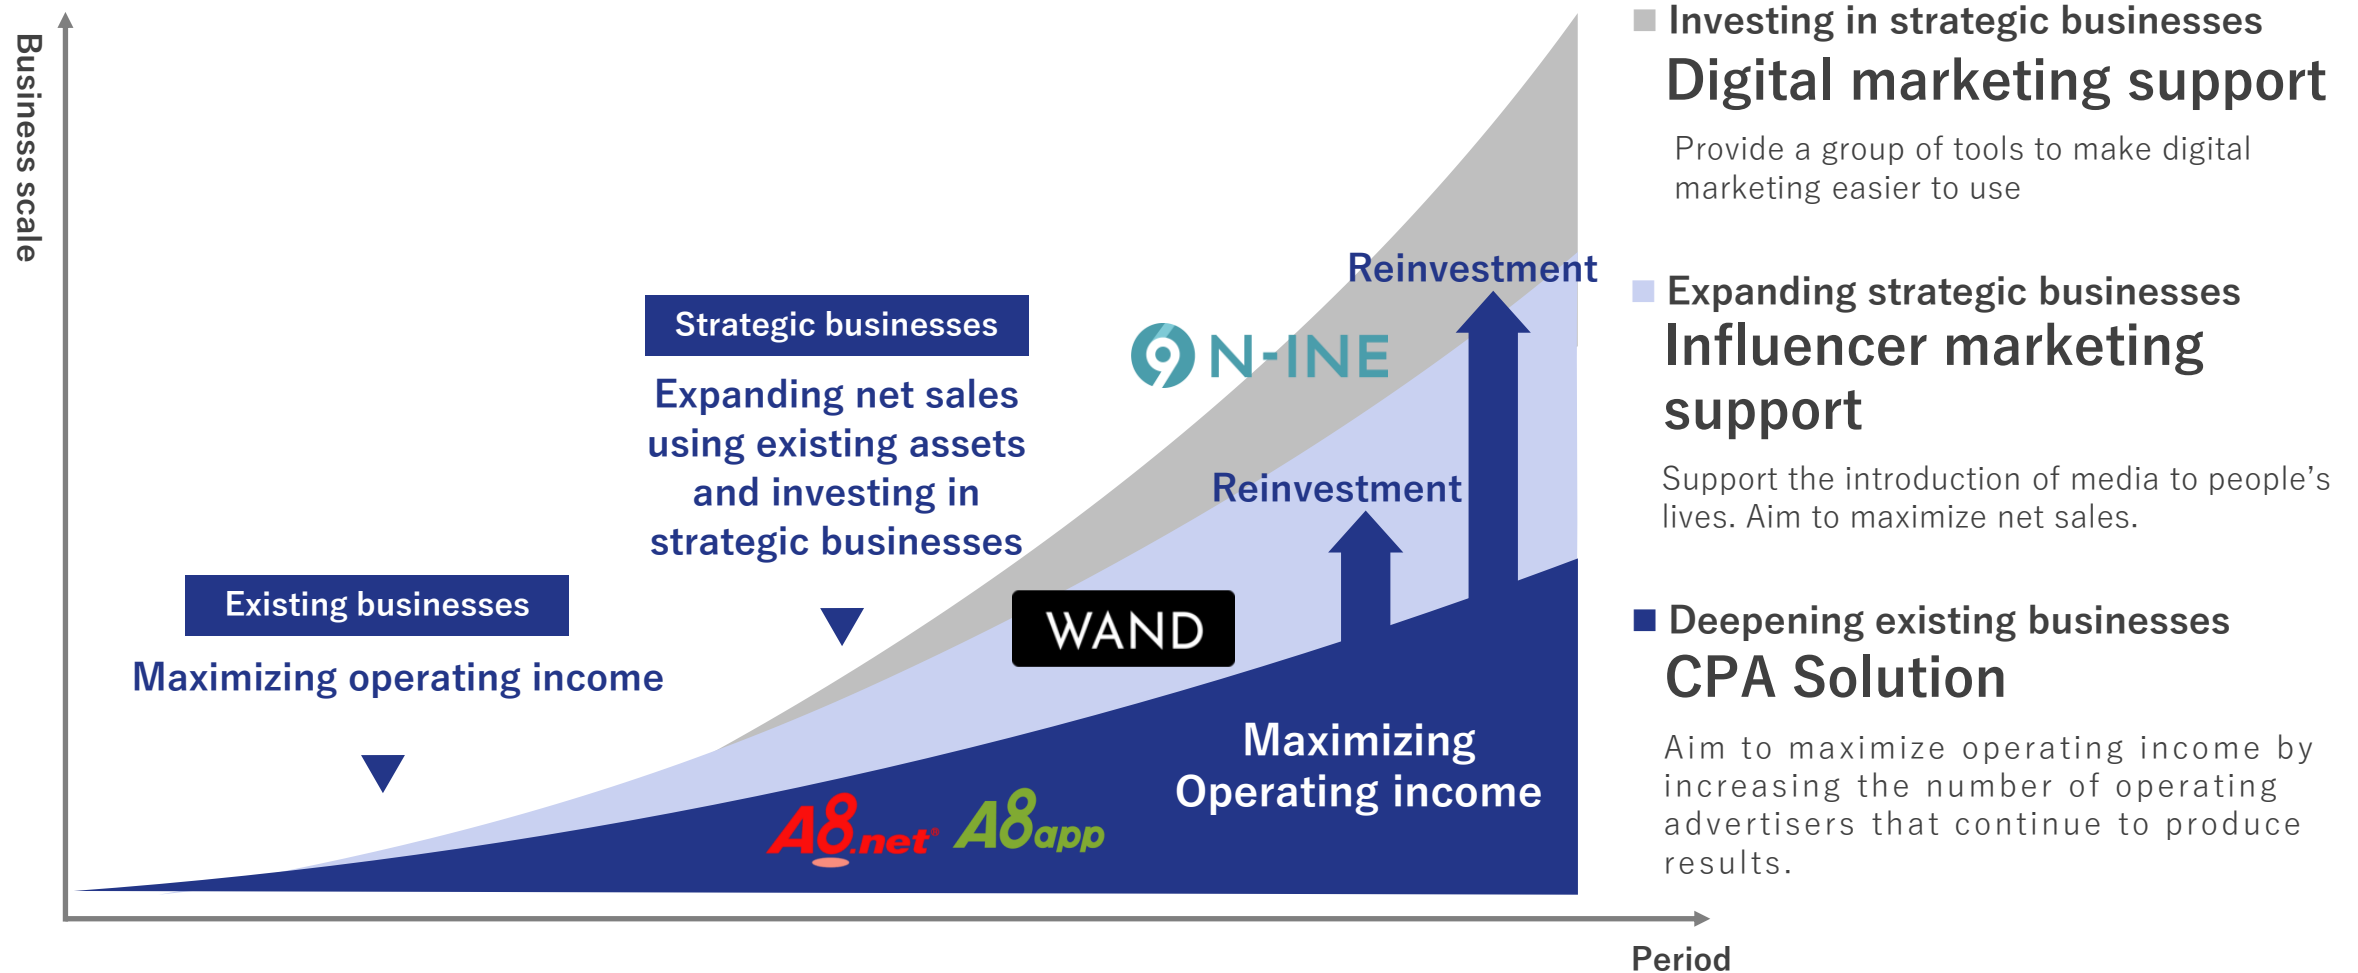 Business scale
Existing businesses
Maximizing operating income
Strategic businesses
Expanding net sales
using existing assets
and investing in
strategic businesses
N-INE
Reinvestment
Reinvestment
WAND
A8.net®
A8app
Maximizing
Operating income
Period
Investing in strategic businesses
Digital marketing support
Provide a group of tools to make digital
marketing easier to use
Expanding strategic businesses
Influencer marketing
support
Support the introduction of media to people’s
lives. Aim to maximize net sales.
Deepening existing businesses
CPA Solution
Aim to maximize operating income by
increasing the number of operating
advertisers that continue to produce
results.